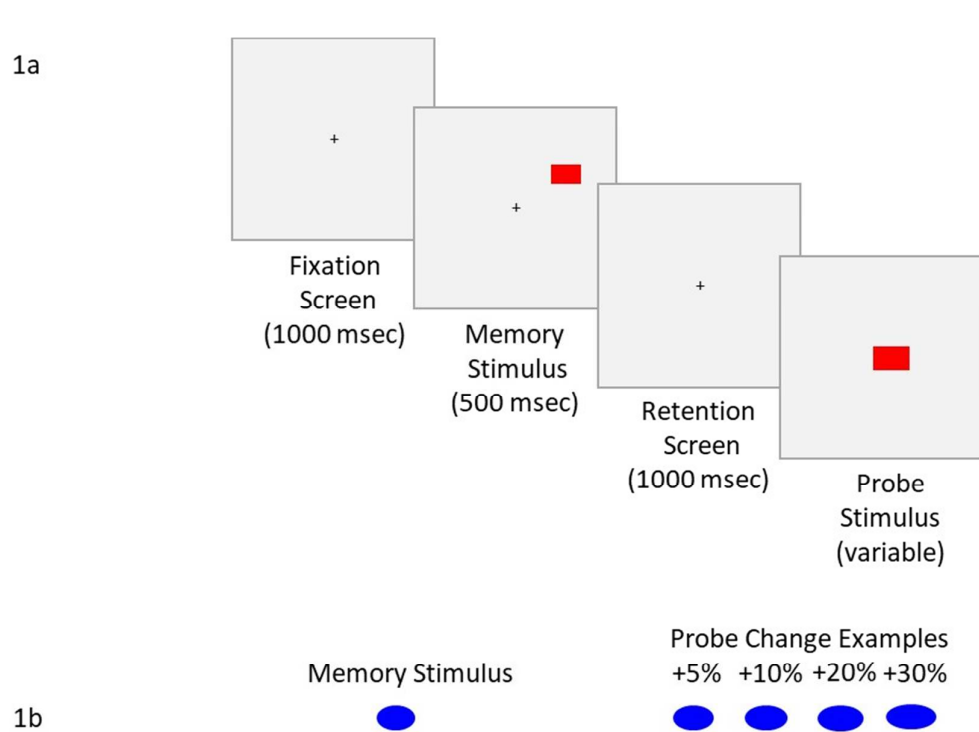 1a
+
+
+
Fixation
Screen
(1000 msec)
Memory
Stimulus
(500 msec)
Retention
Screen
(1000 msec)
Probe
Stimulus
(variable)
Probe Change Examples
Memory Stimulus
+5% +10% +20% +30%
1b